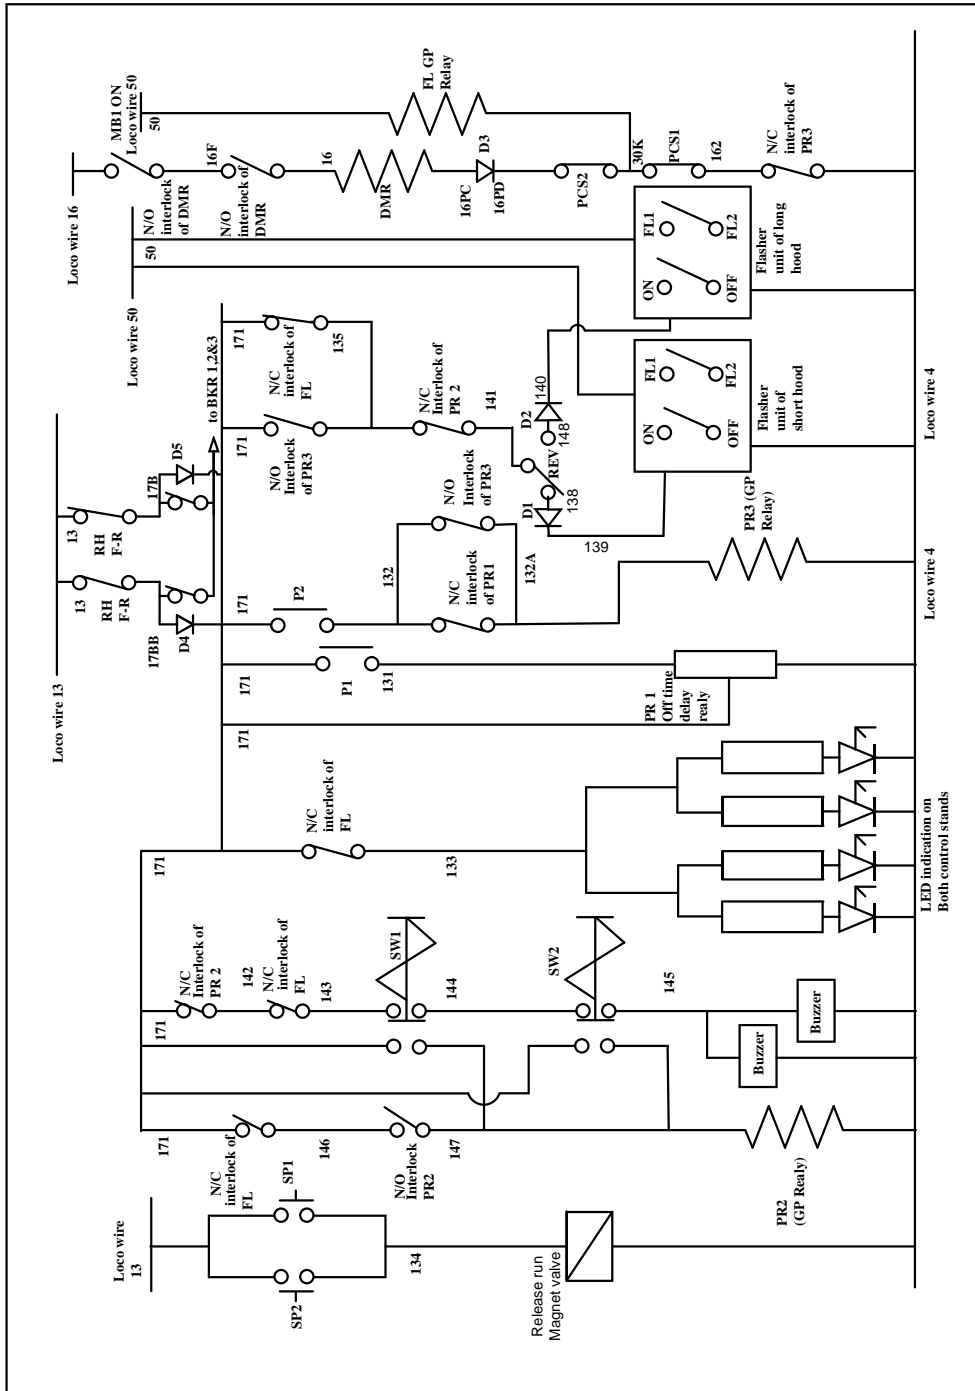 Loco wire 16
MB1 ON
Loco wire 50
50
N/O
interlock
of DMR
16F
N/O
interlock of
DMR
16
DMR
FL GP
Relay
16PC
D3
16PD
PCS2
30K
PCS1
162
N/C
interlock of
PR3
Loco wire 50
50
FL1
FL2
ON
OFF
Flasher
unit of long
hood
FL1
FL2
ON
OFF
Flasher
unit of
short hood
Loco wire 4
Loco wire 13
13
RH
F-R
17B
D5
13
RH
F-R
17BB
D4
to BKR 1,2&3
171
N/C
interlock of
FL
135
171
N/O
Interlock
of PR3
N/C
Interlock of
PR 2
141
D2
140
148
REV
D1
138
139
171
P2
132
N/O
Interlock
of PR3
N/C
interlock
of PR1
132A
PR3 (GP
Relay)
Loco wire 4
171
P1
131
PR 1
Off time
delay
realy
171
171
N/C
interlock of
FL
133
LED indication on
Both control stands
171
N/C
Interlock of
PR 2
142
N/C
interlock of
FL
143
SW1
144
SW2
145
Buzzer
Buzzer
171
N/C
interlock of
FL
146
N/O
Interlock
PR2
147
PR2
(GP Realy)
Loco wire
13
SP1
SP2
134
Release run
Magnet valve